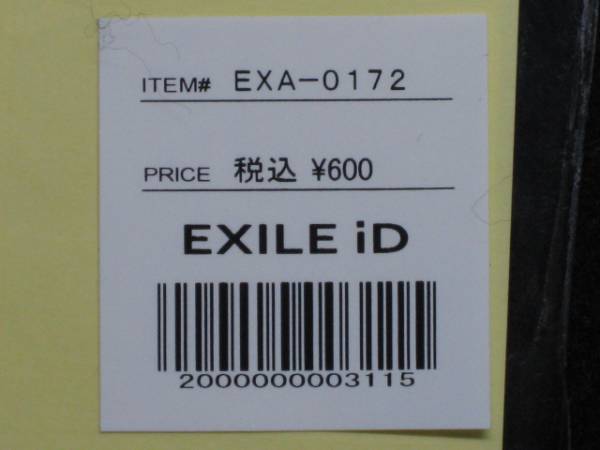 ITEM# EXA-0172
PRICE 税込 ¥600
EXILE iD
2000000003115